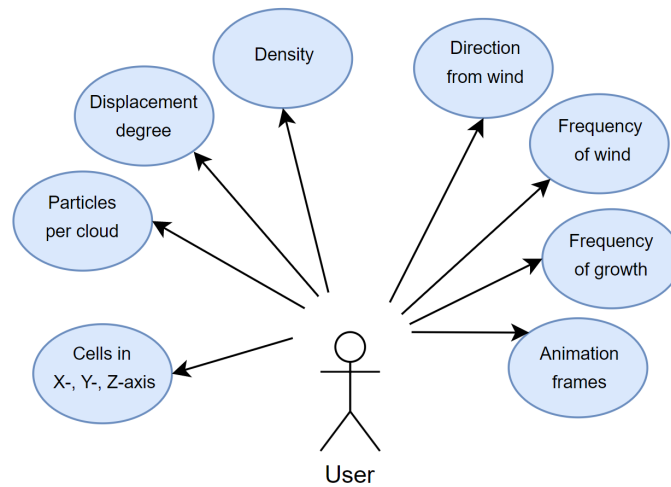 Density
Direction
from wind
Displacement
degree
Frequency
of wind
Particles
per cloud
Frequency
of growth
Cells in
X-, Y-, Z-axis
Animation
frames
User